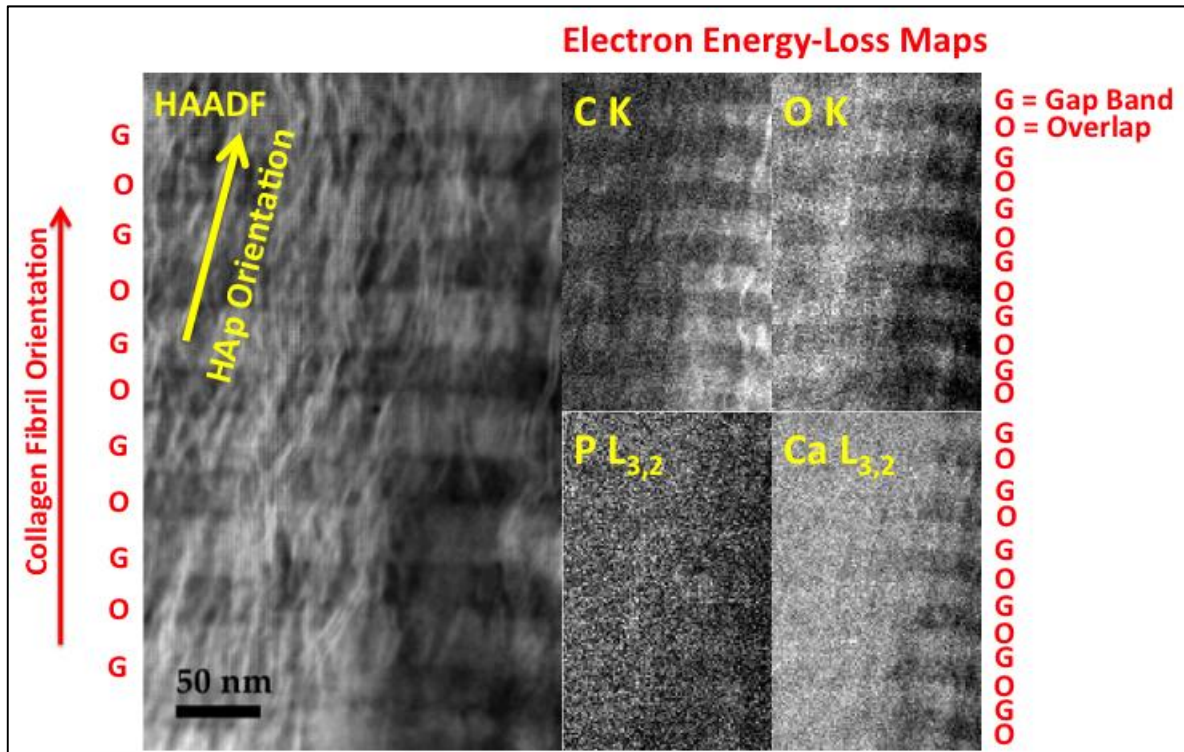 Electron Energy-Loss Maps
HAADF
HAp Orientation
Collagen Fibril Orientation
G
O
G
O
G
O
G
O
G
O
G
50 nm
C K
O K
P L3,2
Ca L3,2
G = Gap Band
O = Overlap
G
O
G
O
G
O
G
O
G
O
G
O
G
O
G
O
G
O
G
O
G
O